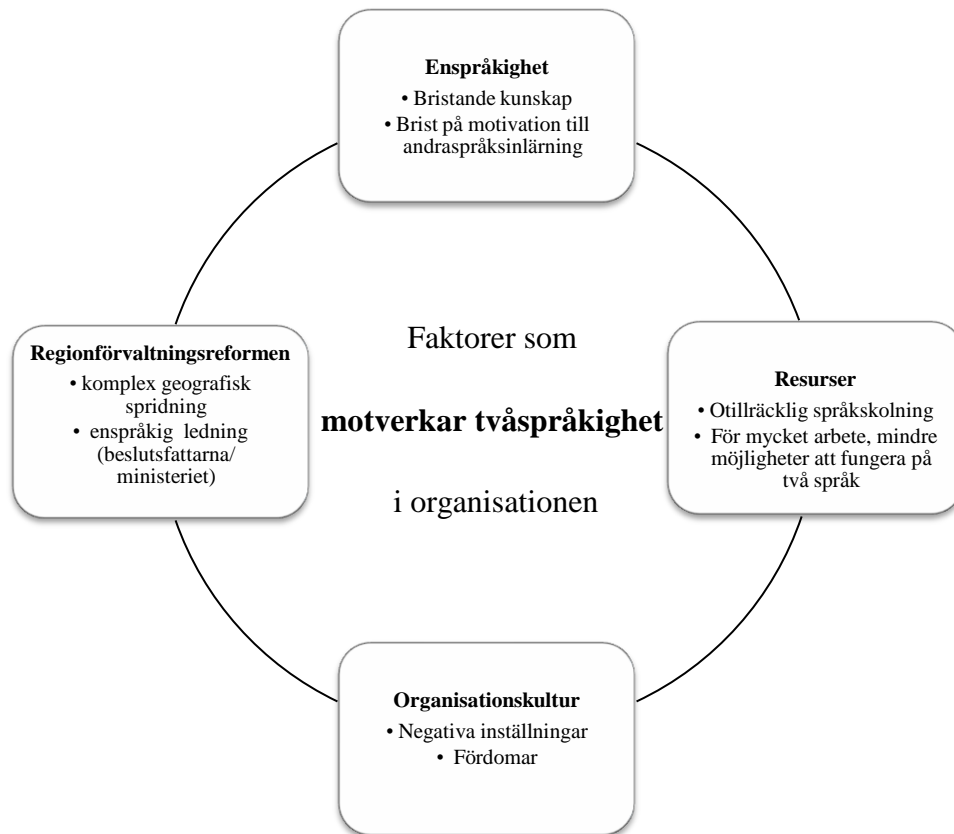 Enspråkighet
• Bristande kunskap
• Brist på motivation till
andraspråksinlärning
Regionförvaltningsreformen
• komplex geografisk
spridning
• enspråkig ledning
(beslutsfattarna/
ministeriet)
Faktorer som
motverkar tvåspråkighet
i organisationen
Resurser
• Otillräcklig språkskolning
• För mycket arbete, mindre
möjligheter att fungera på
två språk
Organisationskultur
• Negativa inställningar
• Fördomar